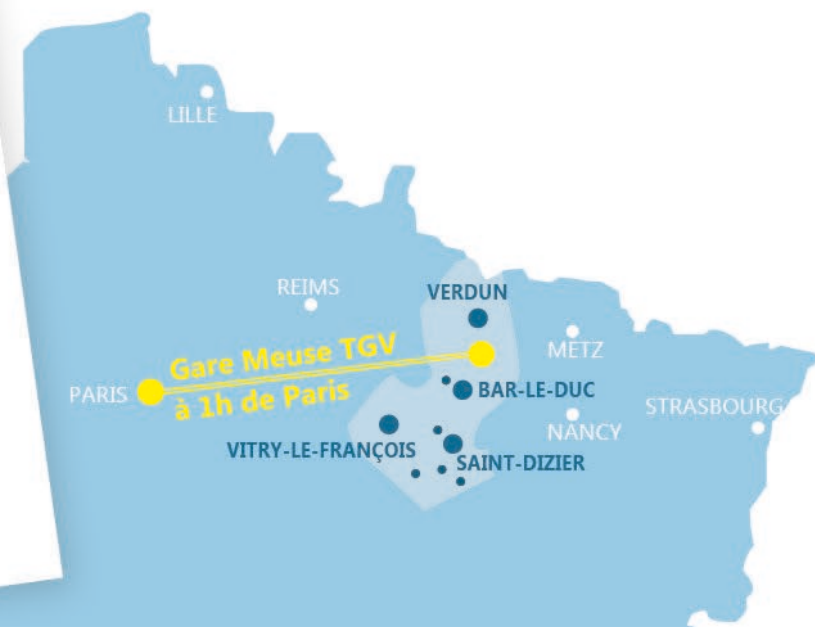 LILLE
REIMS
VERDUN
Gare Meuse TGV
à 1h de Paris
METZ
PARIS
BAR-LE-DUC
STRASBOURG
NANCY
VITRY-LE-FRANÇOIS
SAINT-DIZIER